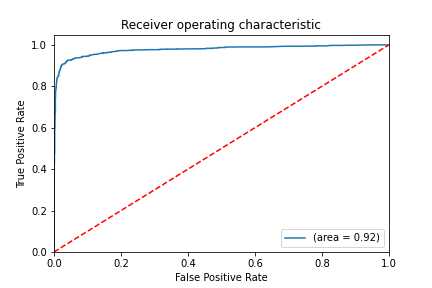 Receiver operating characteristic
True Positive Rate
1.0
0.8
0.6
0.4
0.2
0.0
(area = 0.92)
0.0 0.2 0.4 0.6 0.8 1.0
False Positive Rate